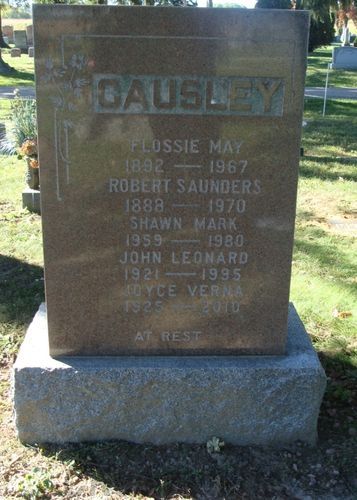 CAUSLEY
FLOSSIE MAY
1892 — 1967
ROBERT SAUNDERS
1888 — 1970
SHAWN MARK
1959 — 1980
JOHN LEONARD
1921 — 1995
JOYCE VERNA
1925 — 2010
AT REST